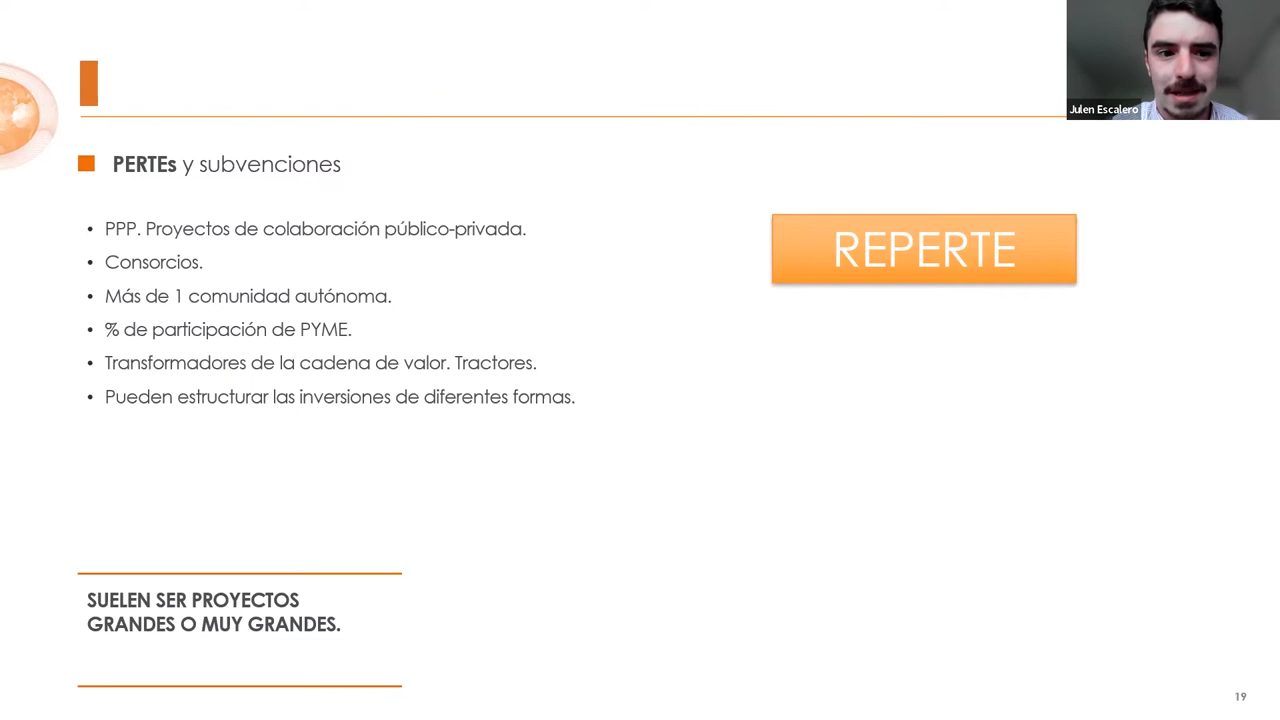 Julen Escalero
PERTEs y subvenciones
• PPP. Proyectos de colaboración público-privada.
• Consorcios.
• Más de 1 comunidad autónoma.
• % de participación de PYME.
• Transformadores de la cadena de valor. Tractores.
• Pueden estructurar las inversiones de diferentes formas.
REPERTE
SUELEN SER PROYECTOS
GRANDES O MUY GRANDES.
19